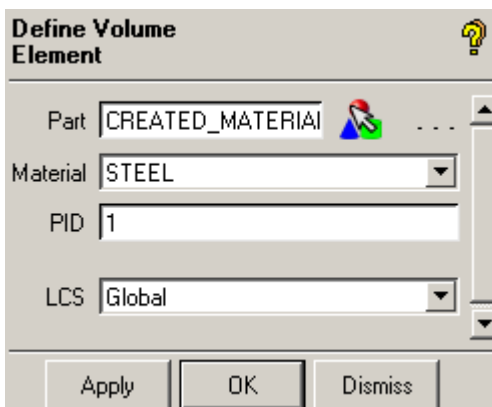 Define Volume
Element
Part CREATED_MATERIAI . . .
Material STEEL
PID 1
LCS Global
Apply OK Dismiss